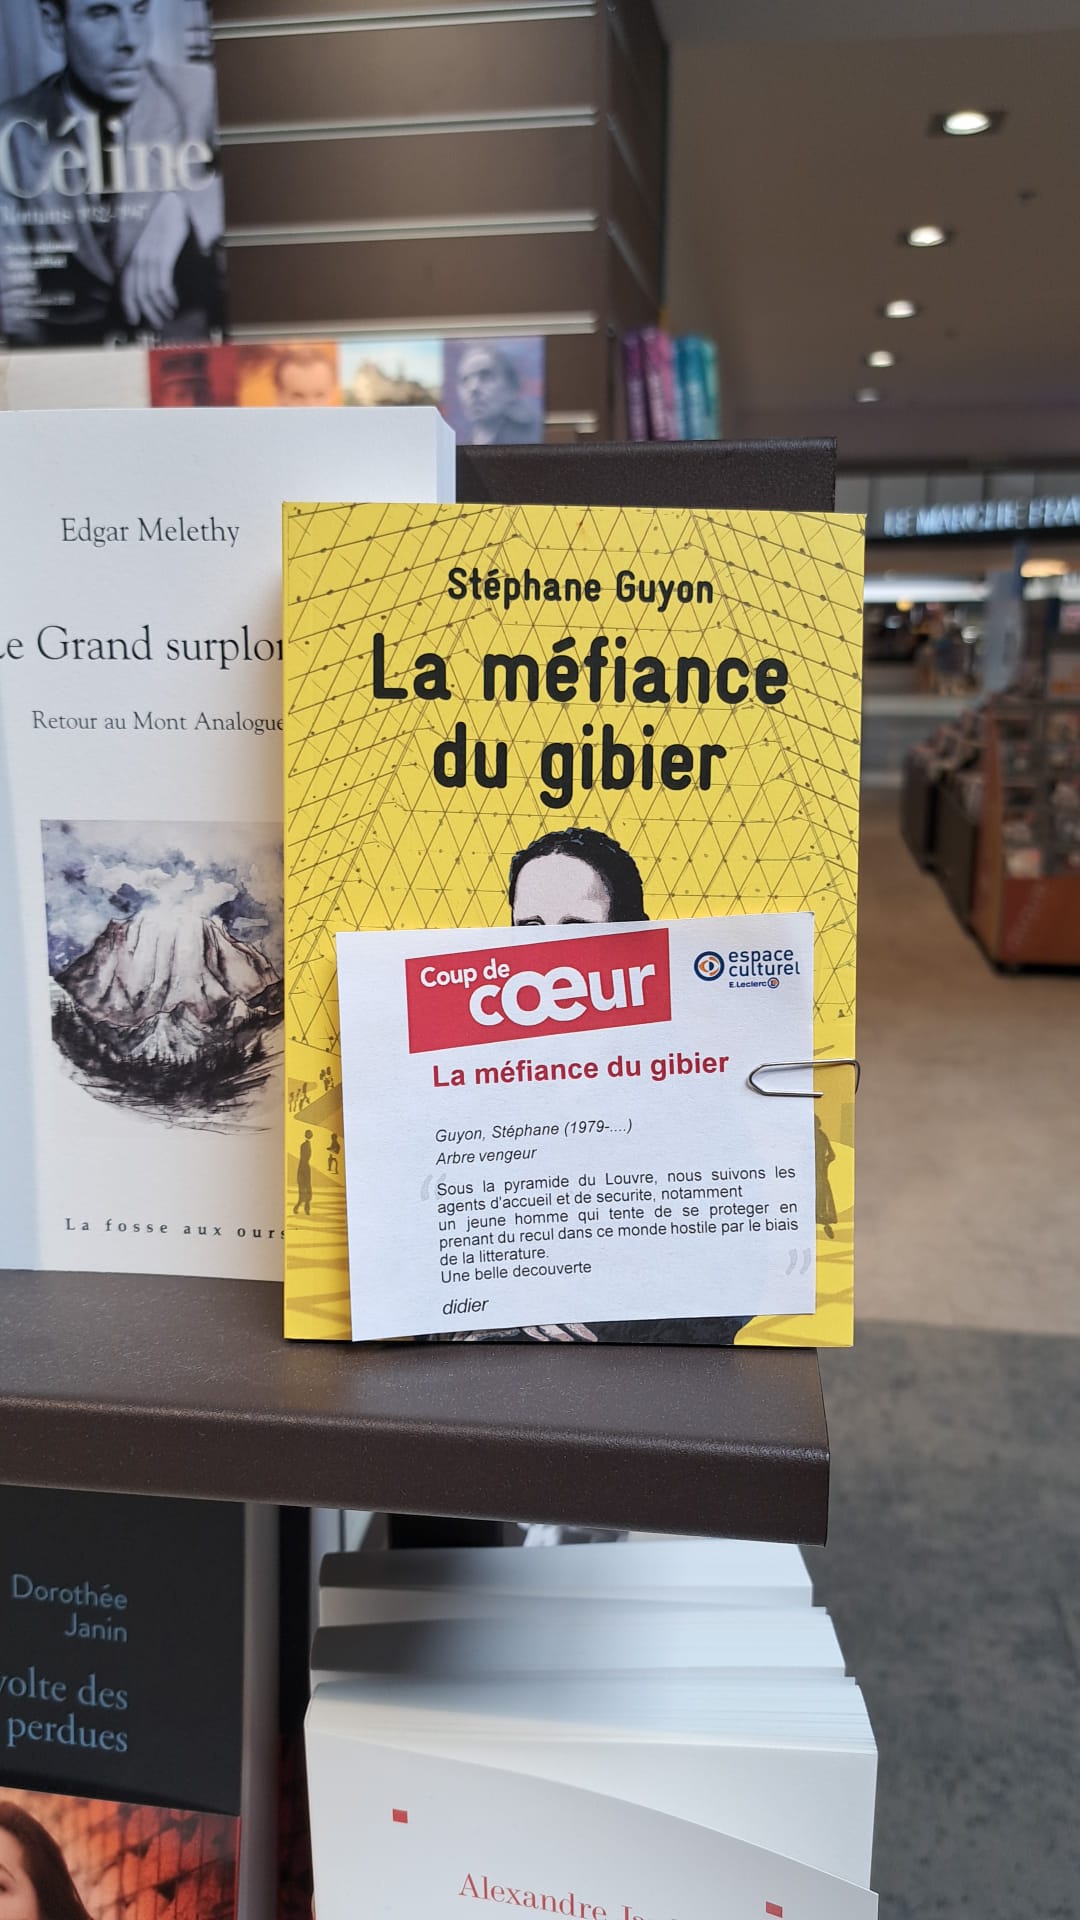 Céline
Edgar Melethy
e Grand surplo
Retour au Mont Analogue
La fosse aux ours
Stéphane Guyon
La méfiance
du gibier
Coup de
cœur
espace
culturel
E.Leclerc
La méfiance du gibier
Guyon, Stéphane (1979-....)
Arbre vengeur
Sous la pyramide du Louvre, nous suivons les
agents d'accueil et de securite, notamment
un jeune homme qui tente de se proteger en
prenant du recul dans ce monde hostile par le biais
de la litterature.
Une belle decouverte
didier
Dorothée
Janin
volte des
perdues
Alexandre